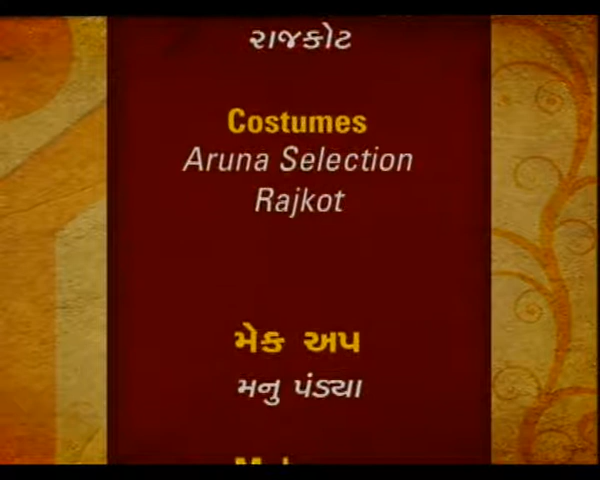 રાજકોટ
Costumes
Aruna Selection
Rajkot
મેક અપ
મનુ પંડ્યા